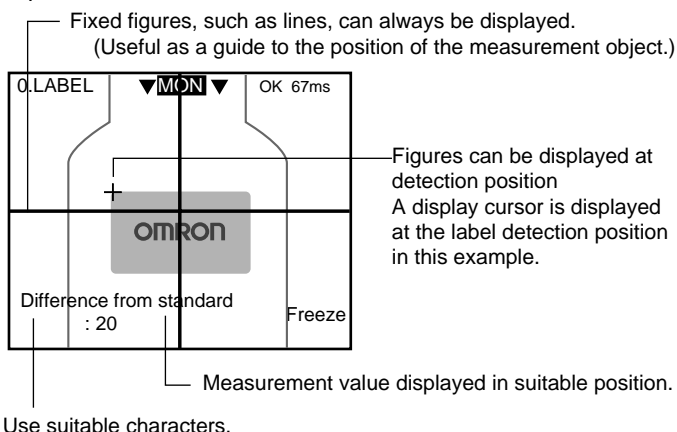 Fixed figures, such as lines, can always be displayed.
(Useful as a guide to the position of the measurement object.)
0.LABEL ▼MON▼ OK 67ms
Figures can be displayed at
detection position
A display cursor is displayed
at the label detection position
in this example.
OMRON
Difference from standard
: 20
Freeze
Measurement value displayed in suitable position.
Use suitable characters.